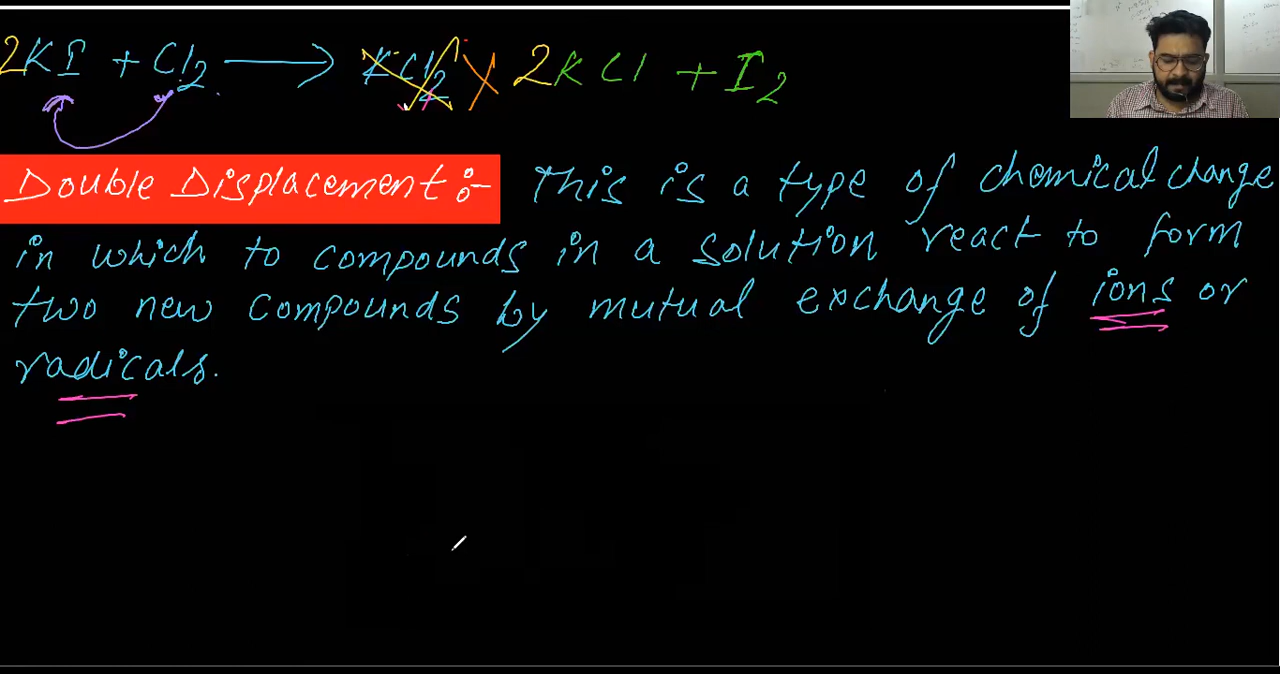 2KI + Cl2 → KCl2 X 2KCl + I2
Double Displacement:- This is a type of chemical change
in which to compounds in a solution react to form
two new compounds by mutual exchange of ions or
radicals.